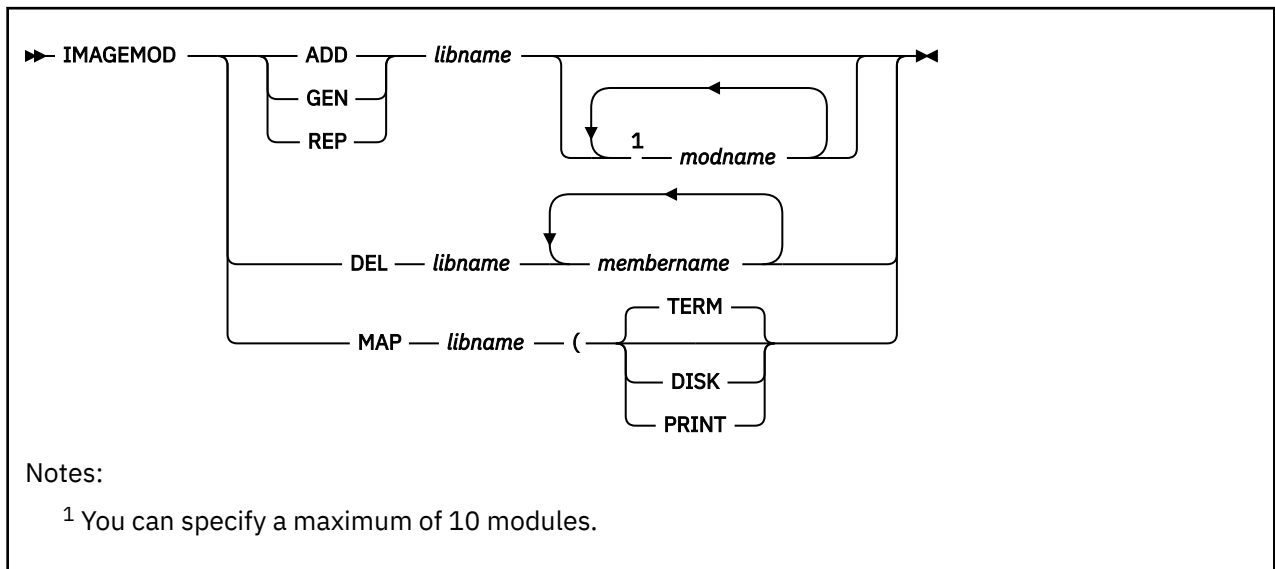 IMAGEMOD ADD libname
GEN
REP
1 modname
DEL libname membername
TERM
MAP libname (
DISK
PRINT
Notes:
1 You can specify a maximum of 10 modules.